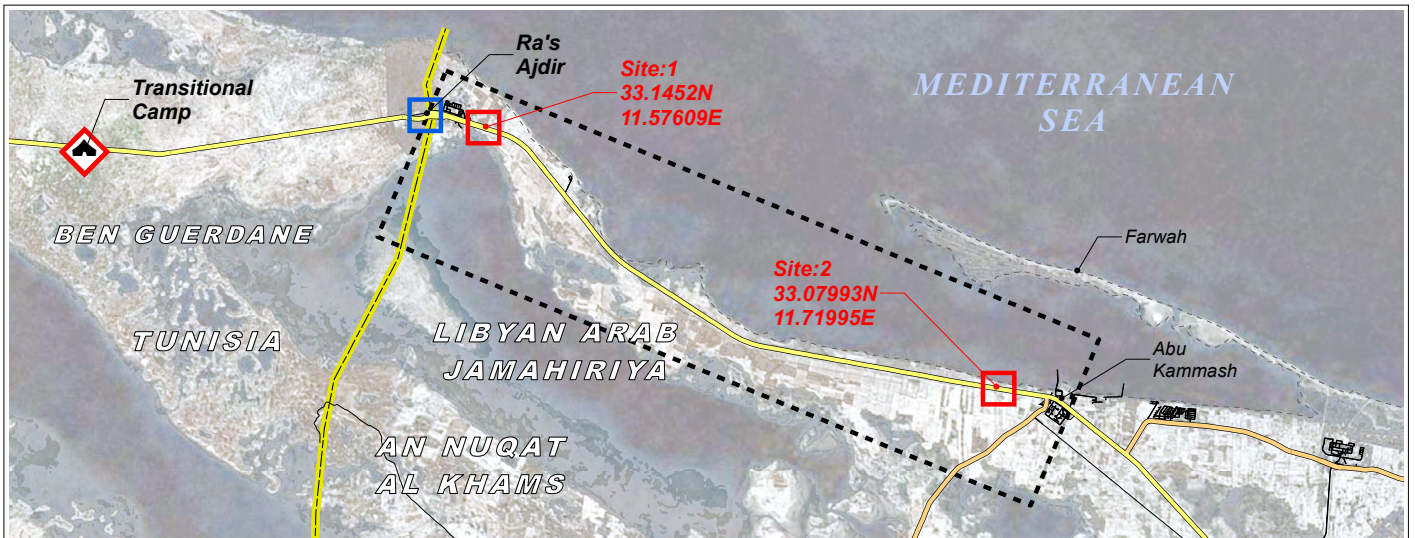 Transitional
Camp
Ra's
Ajdir
Site:1
33.1452N
11.57609E
MEDITERRANEAN
SEA
BEN GUERDANE
Farwah
Site:2
33.07993N
11.71995E
TUNISIA
LIBYAN ARAB
JAMAHIRIYA
Abu
Kammash
AN NUQAT
AL KHAMS